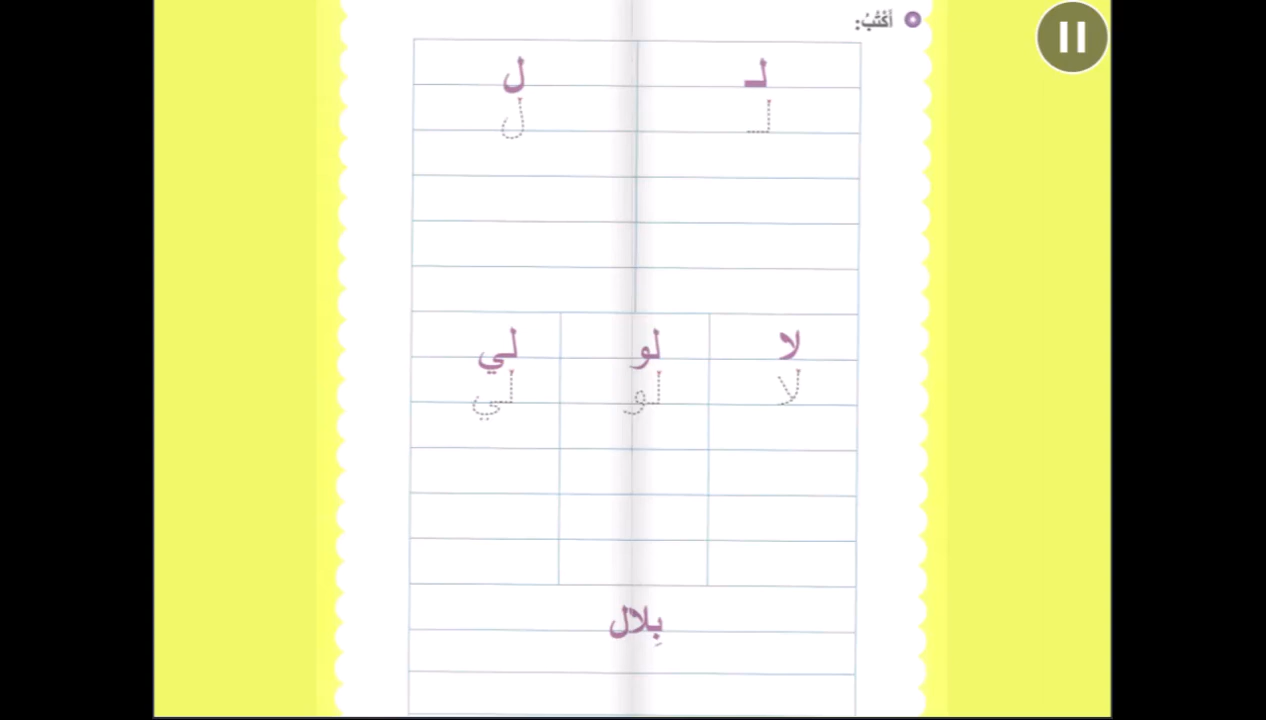 أَكْتُبُ:
لـ ل
لـ ل
لا لو لي
لا لو لي
بِلال